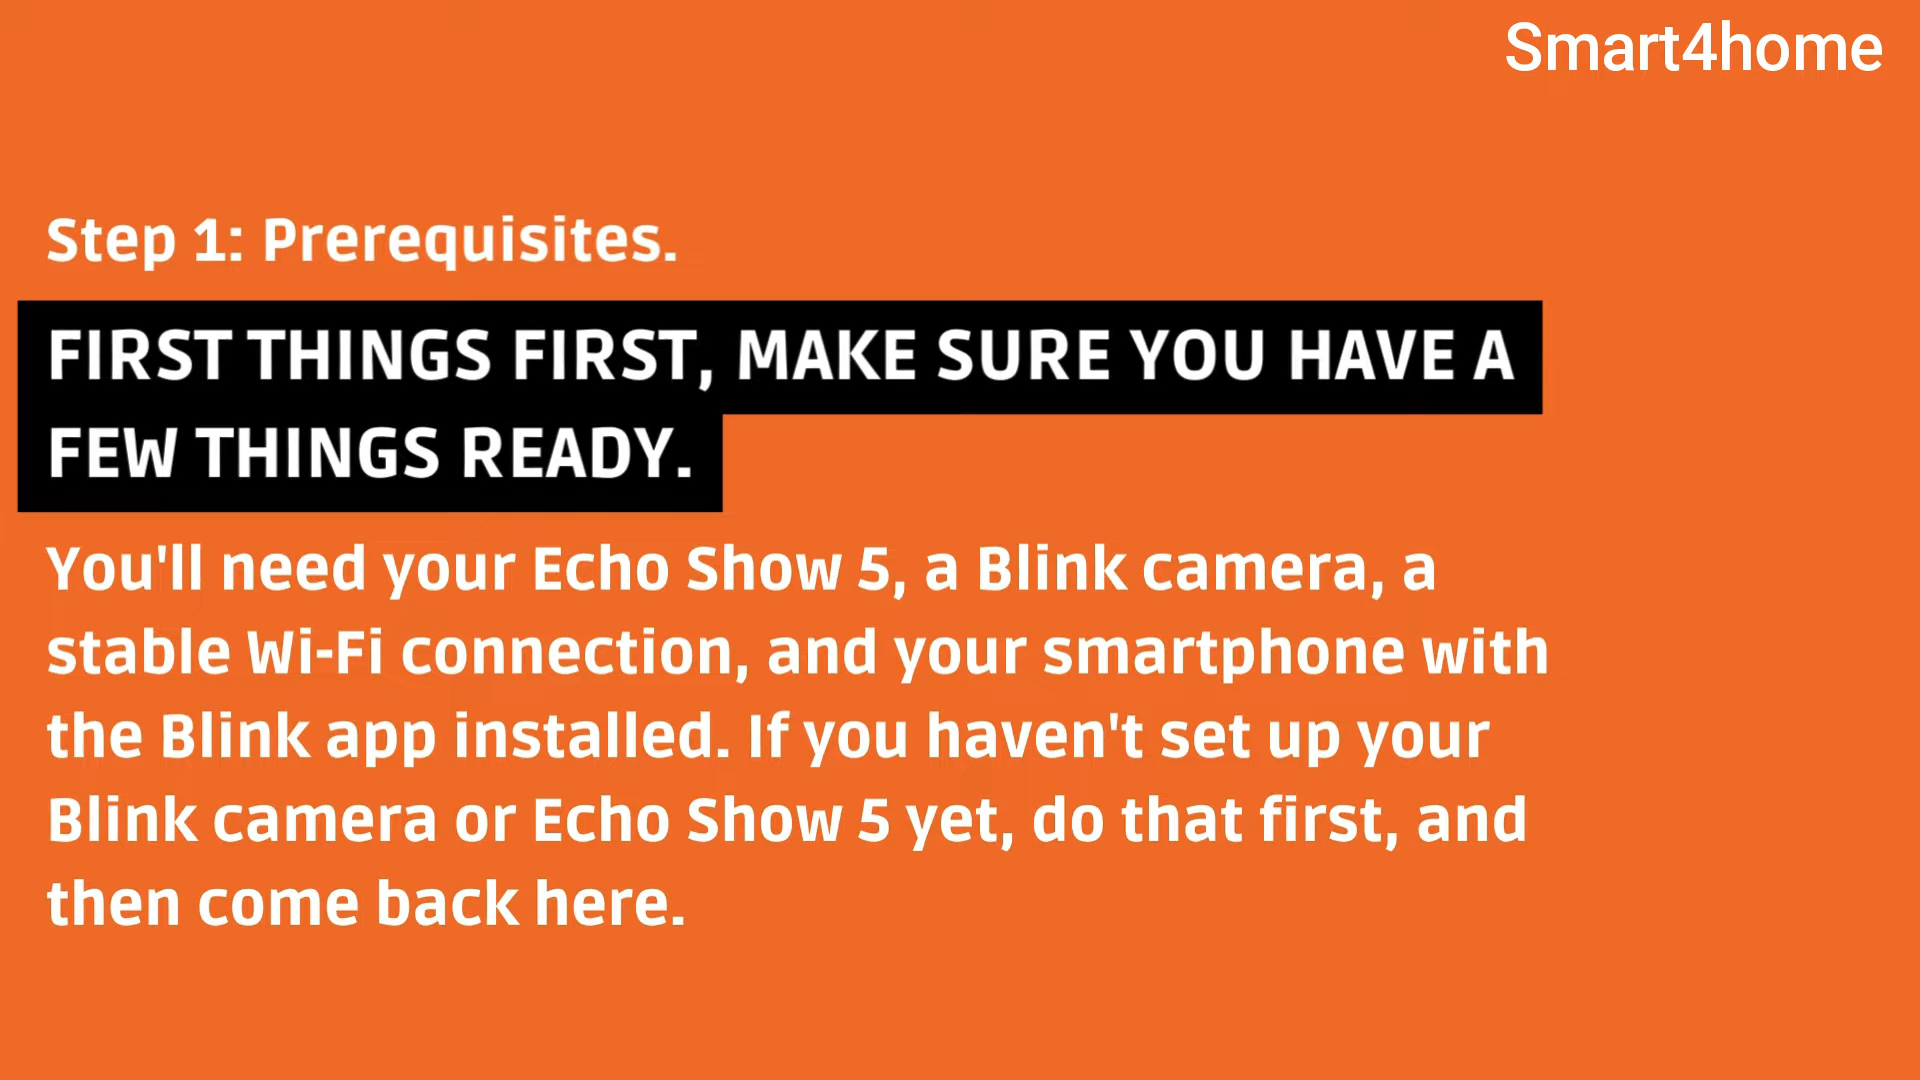 Smart4home
Step 1: Prerequisites.
FIRST THINGS FIRST, MAKE SURE YOU HAVE A
FEW THINGS READY.
You'll need your Echo Show 5, a Blink camera, a
stable Wi-Fi connection, and your smartphone with
the Blink app installed. If you haven't set up your
Blink camera or Echo Show 5 yet, do that first, and
then come back here.